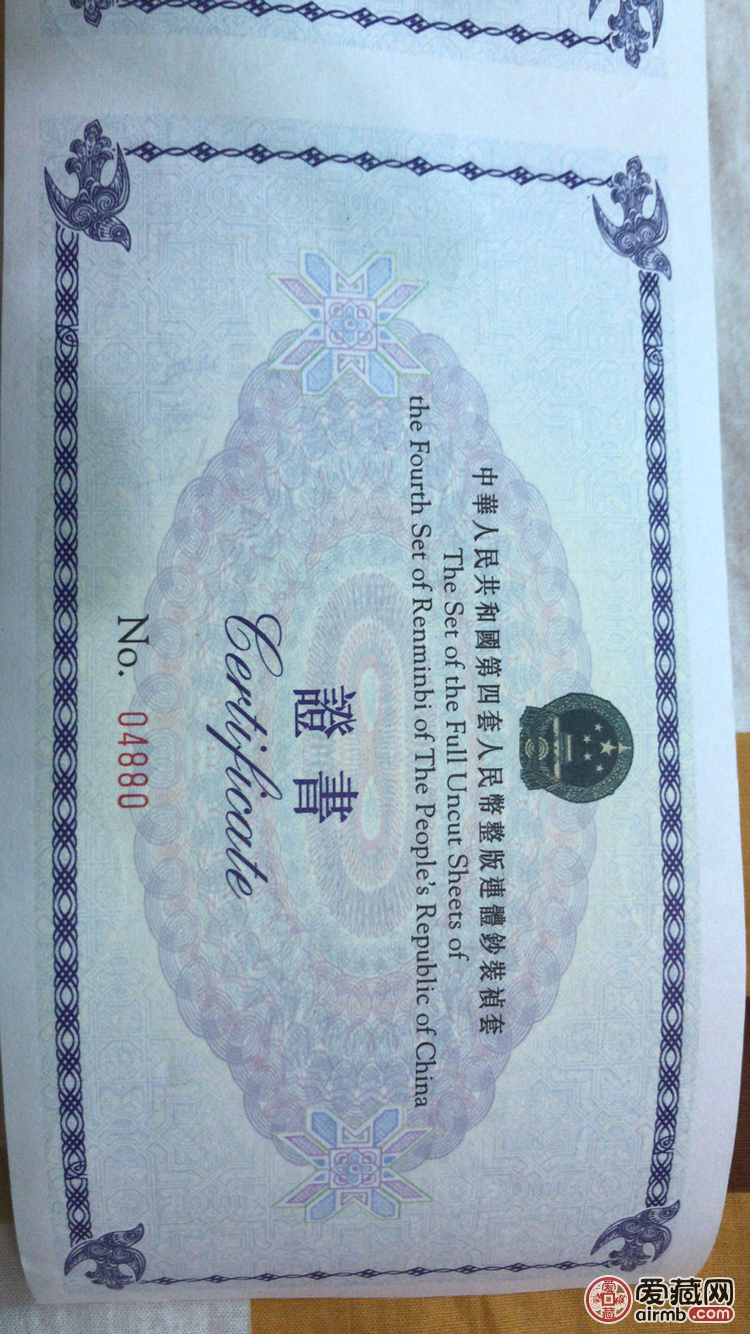 中華人民共和國第四套人民幣整版連體鈔裝禎套
The Set of the Full Uncut Sheets of
the Fourth Set of Renminbi of The People's Republic of China
證書
Certificate
No. 04880
爱藏网
airmb.com